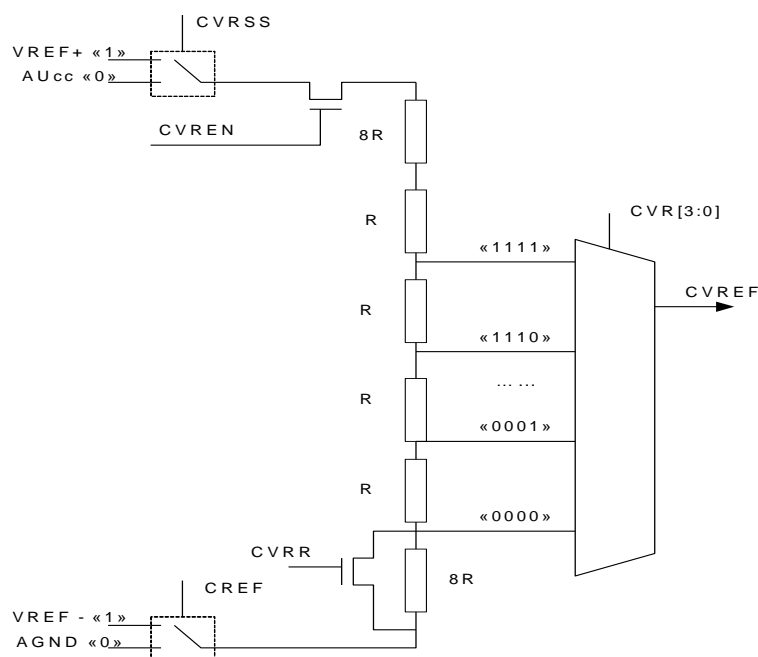 CVRSS
VREF+ «1»
AUcc «0»
CVREN
8R
R
CVR[3:0]
«1111»
CVREF
R
«1110»
... ...
R
«0001»
R
«0000»
CVRR
8R
CREF
VREF - «1»
AGND «0»